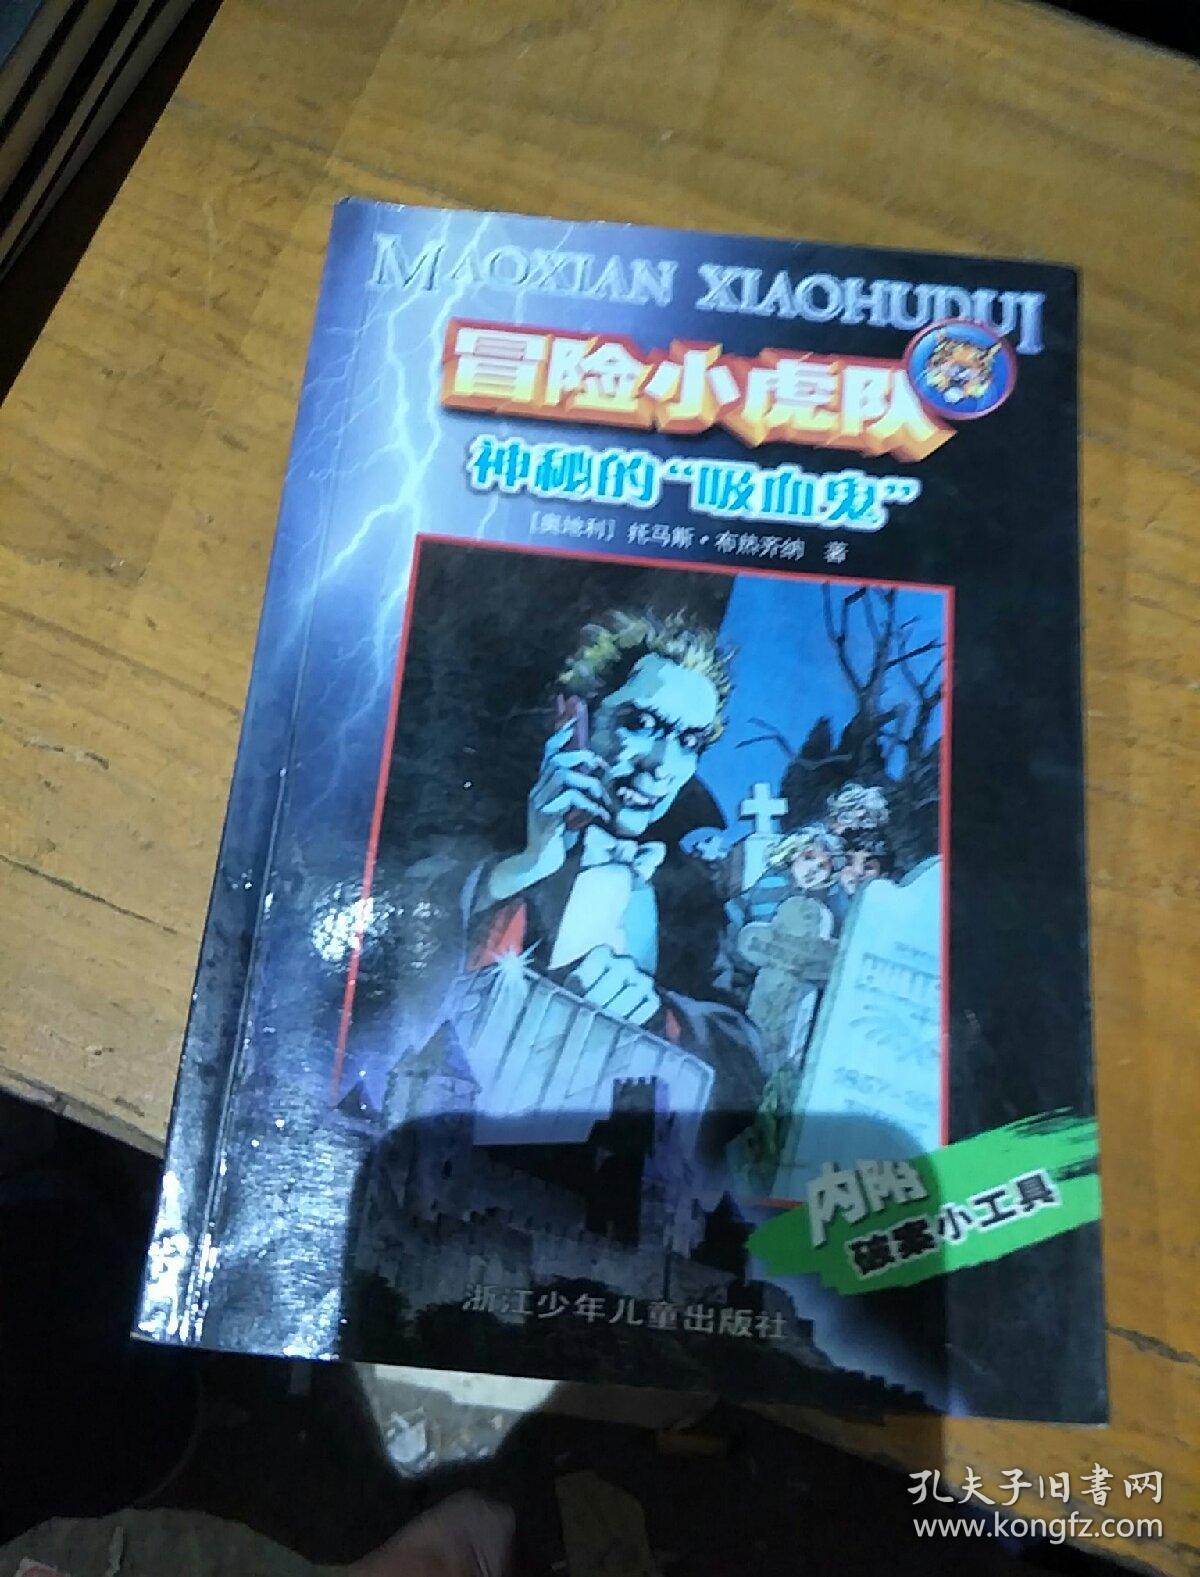 MAOXIAN XIAOHUDUI
冒险小虎队
神秘的“吸血鬼”
[奥地利] 托马斯·布热齐纳 著
内附
破案小工具
浙江少年儿童出版社
孔夫子旧书网
www.kongfz.com